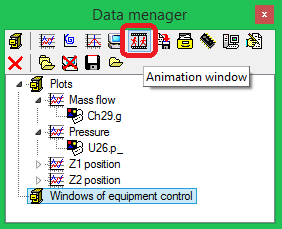 Data menager
Animation window
Plots
Mass flow
Ch29.g
Pressure
U26.p_
Z1 position
Z2 position
Windows of equipment control